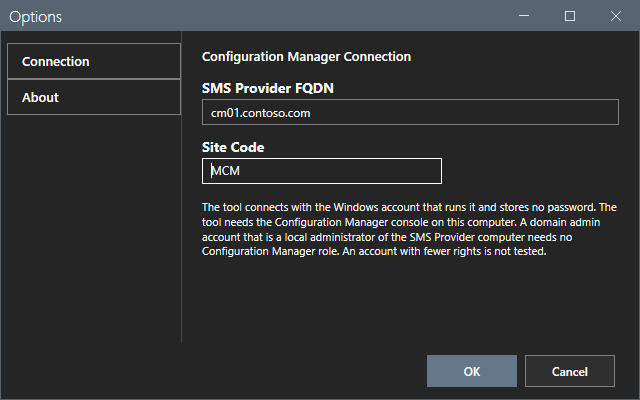 Options
Connection
About
Configuration Manager Connection
SMS Provider FQDN
cm01.contoso.com
Site Code
MCM
The tool connects with the Windows account that runs it and stores no password. The
tool needs the Configuration Manager console on this computer. A domain admin
account that is a local administrator of the SMS Provider computer needs no
Configuration Manager role. An account with fewer rights is not tested.
OK
Cancel